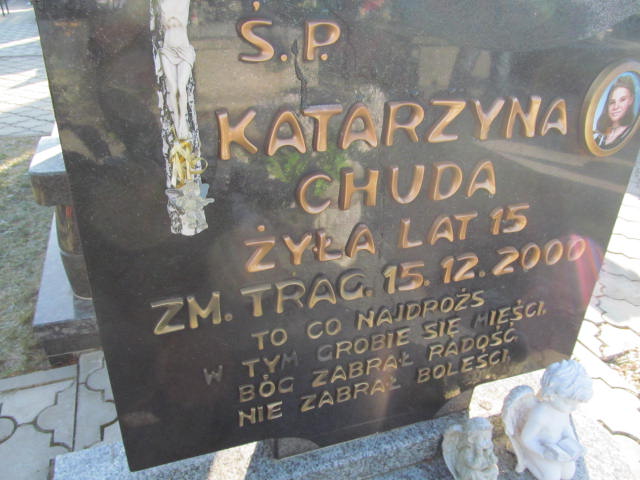 Ś.P.
KATARZYNA
CHUDA
ŻYŁA LAT 15
ZM. TRAG. 15.12.2000
TO CO NAJDROŻS
W TYM GROBIE SIĘ MIĘŚCI,
BÓG ZABRAŁ RADOŚĆ,
NIE ZABRAŁ BOLEŚCI,